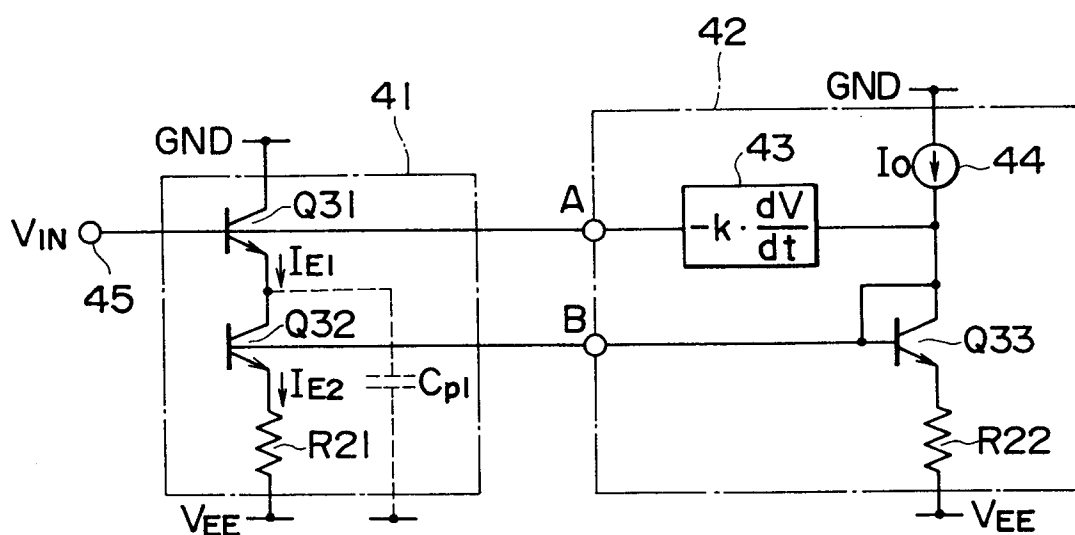 42
41
GND
GND
43
44
Io
Q31
A
-k · dV/dt
VIN
IE1
45
Q32
B
Q33
IE2
Cp1
R21
R22
VEE
VEE